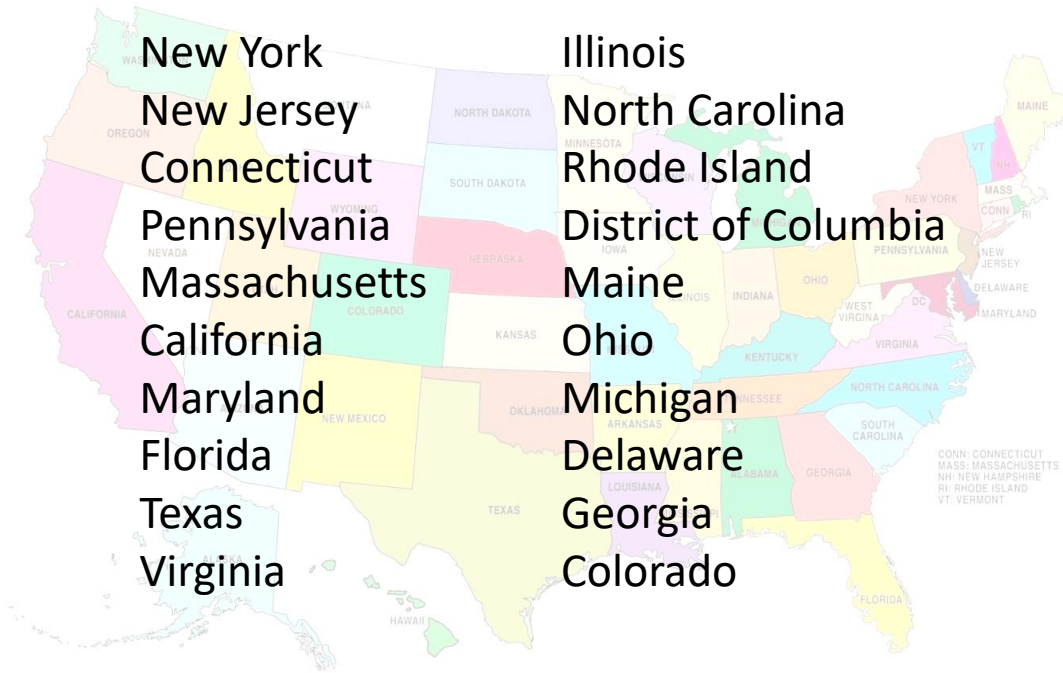 New York
New Jersey
Connecticut
Pennsylvania
Massachusetts
California
Maryland
Florida
Texas
Virginia
Illinois
North Carolina
Rhode Island
District of Columbia
Maine
Ohio
Michigan
Delaware
Georgia
Colorado
OREGON
NEVADA
CALIFORNIA
WYOMING
COLORADO
NEW MEXICO
NORTH DAKOTA
SOUTH DAKOTA
NEBRASKA
KANSAS
OKLAHOMA
TEXAS
MINNESOTA
IOWA
ARKANSAS
LOUISIANA
ILLINOIS
INDIANA
OHIO
KENTUCKY
TENNESSEE
ALABAMA
GEORGIA
FLORIDA
SOUTH
CAROLINA
NORTH CAROLINA
VIRGINIA
WEST
VIRGINA
DC
PENNSYLVANIA
NEW YORK
VT
NH
MAINE
MASS
CONN
RI
NEW
JERSEY
DELAWARE
MARYLAND
HAWAII
CONN: CONNECTICUT
MASS: MASSACHUSETTS
NH: NEW HAMPSHIRE
RI: RHODE ISLAND
VT: VERMONT